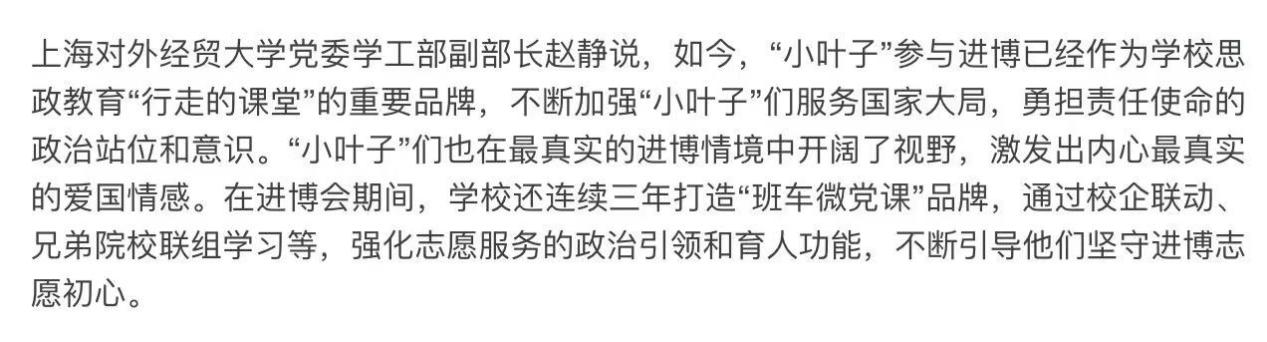 上海对外经贸大学党委学工部副部长赵静说，如今，“小叶子”参与进博已经作为学校思
政教育“行走的课堂”的重要品牌，不断加强“小叶子”们服务国家大局，勇担责任使命的
政治站位和意识。“小叶子”们也在最真实的进博情境中开阔了视野，激发出内心最真实
的爱国情感。在进博会期间，学校还连续三年打造“班车微党课”品牌，通过校企联动、
兄弟院校联组学习等，强化志愿服务的政治引领和育人功能，不断引导他们坚守进博志
愿初心。